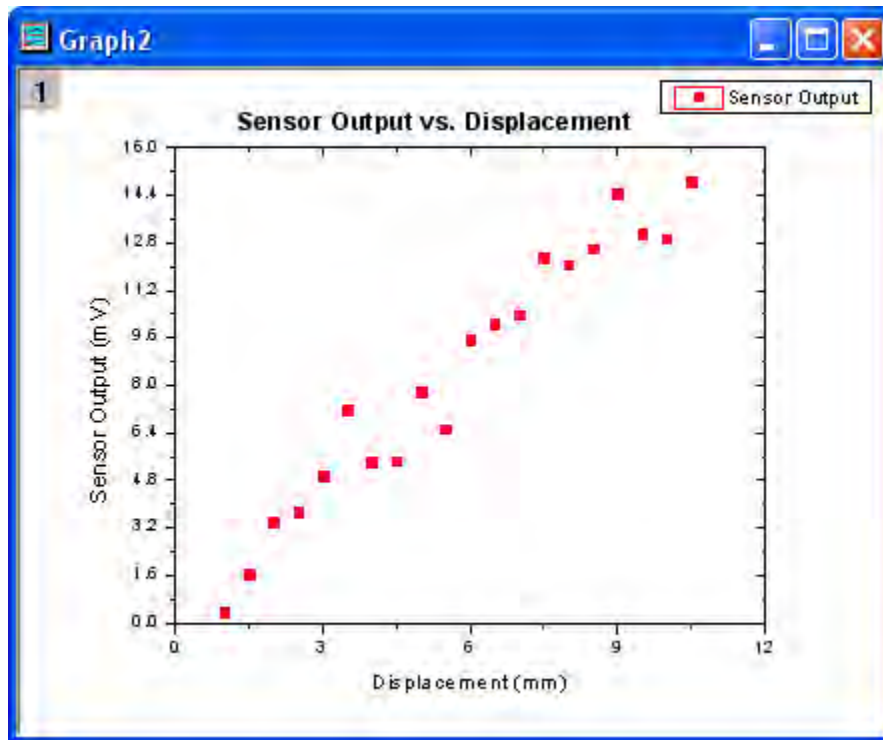 Graph2
1
Sensor Output
Sensor Output vs. Displacement
16.0
14.4
12.8
11.2
9.6
8.0
6.4
4.8
3.2
1.6
0.0
Sensor Output (mV)
0 3 6 9 12
Displacement (mm)